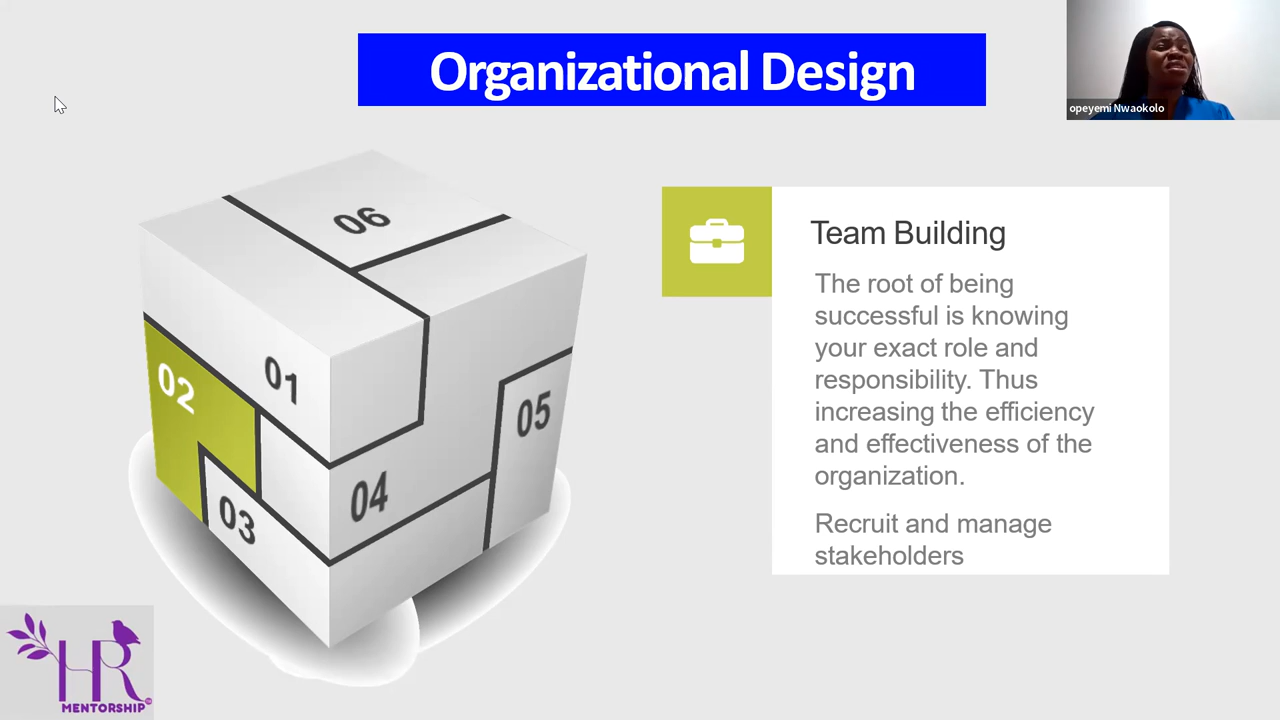 Organizational Design
opeyemi Nwaokolo
06
01
02
03
04
05
Team Building
The root of being
successful is knowing
your exact role and
responsibility. Thus
increasing the efficiency
and effectiveness of the
organization.
Recruit and manage
stakeholders
HR
MENTORSHIP